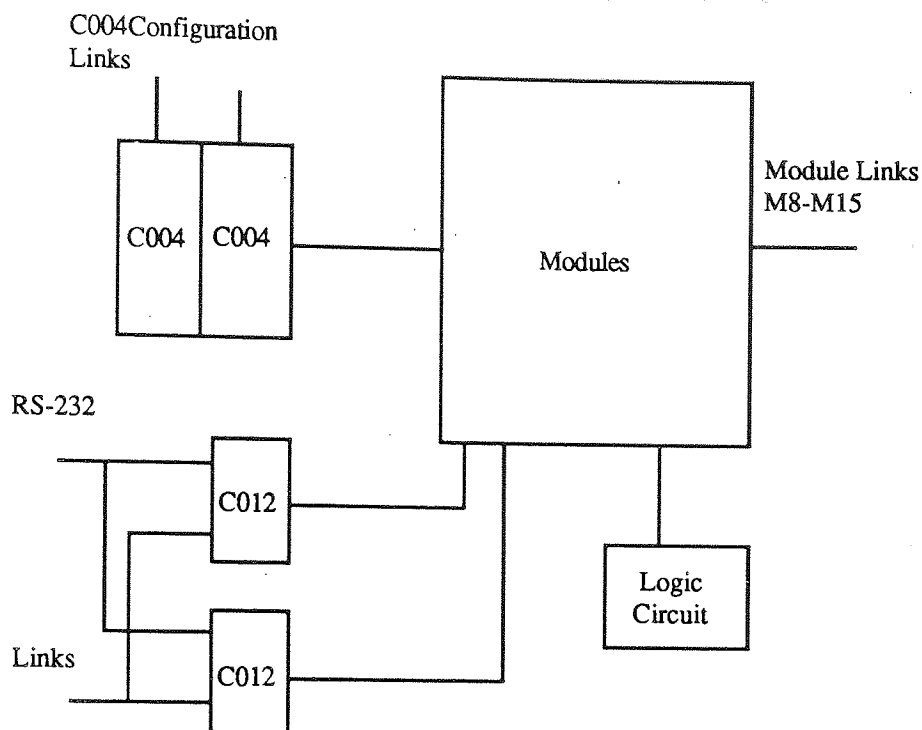 C004Configuration
Links
C004
C004
Modules
Module Links
M8-M15
RS-232
C012
Logic
Circuit
Links
C012